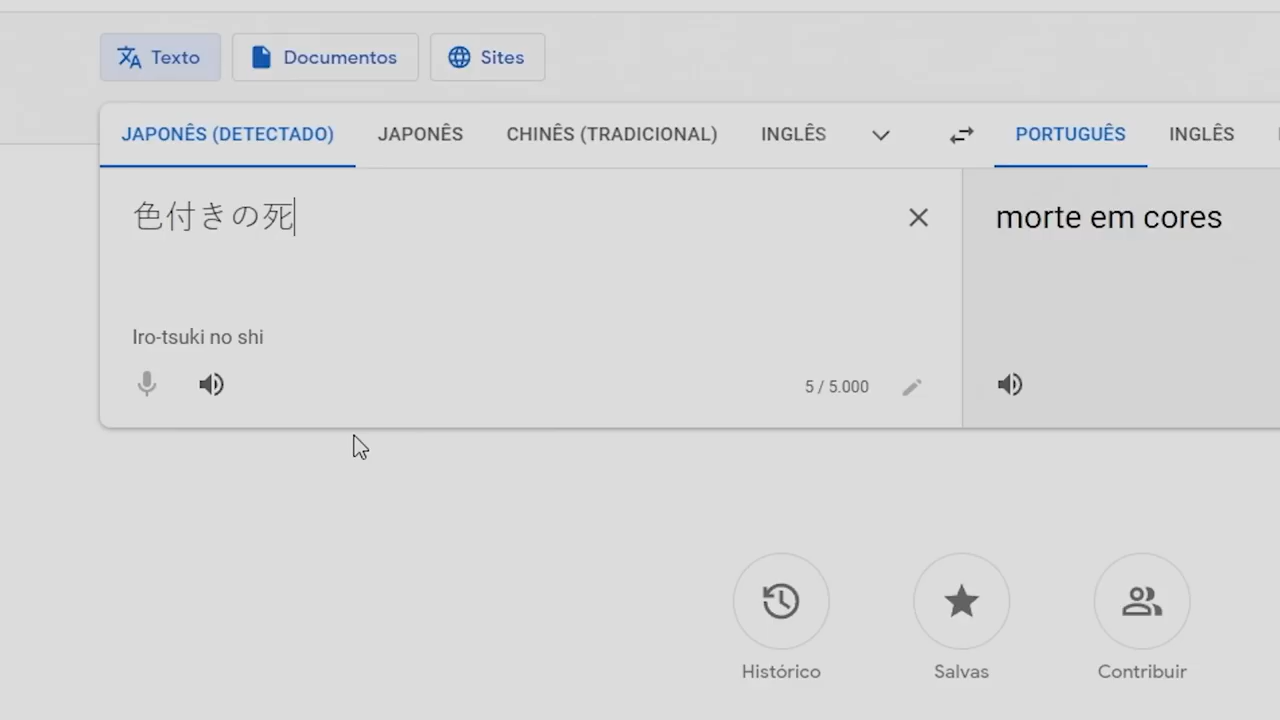 Texto
Documentos
Sites
JAPONÊS (DETECTADO)
JAPONÊS
CHINÊS (TRADICIONAL)
INGLÊS
PORTUGUÊS
INGLÊS
色付きの死
morte em cores
Iro-tsuki no shi
5 / 5.000
Histórico
Salvas
Contribuir